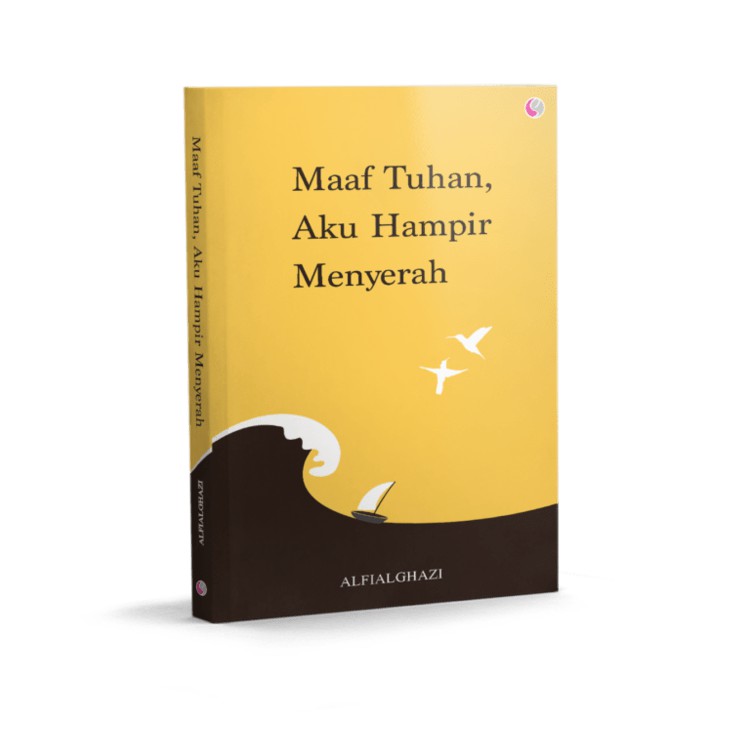 Maaf Tuhan,
Aku Hampir
Menyerah
ALFIALGHAZI
Maaf Tuhan, Aku Hampir Menyerah
ALFIALGHAZI